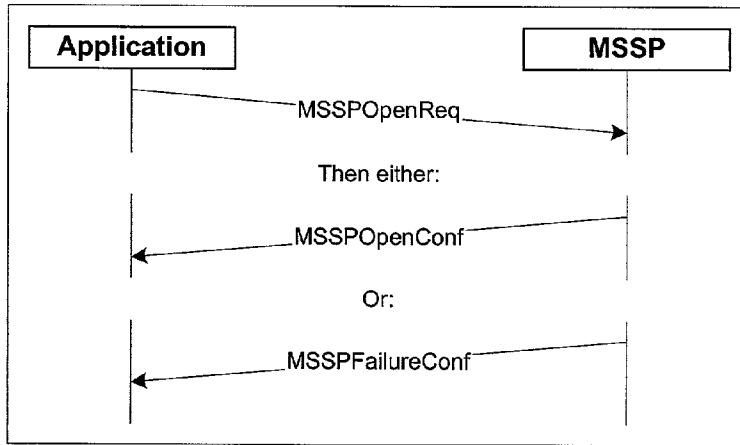 Application
MSSP
MSSPOpenReq
Then either:
MSSPOpenConf
Or:
MSSPFailureConf